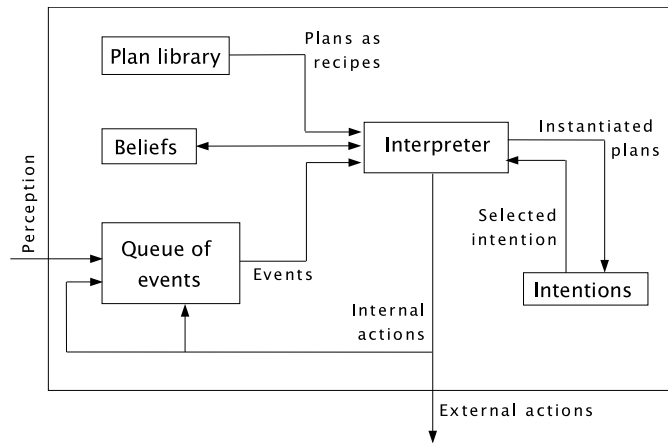 Plan library
Plans as
recipes
Beliefs
Interpreter
Instantiated
plans
Perception
Queue of
events
Events
Selected
intention
Intentions
Internal
actions
External actions